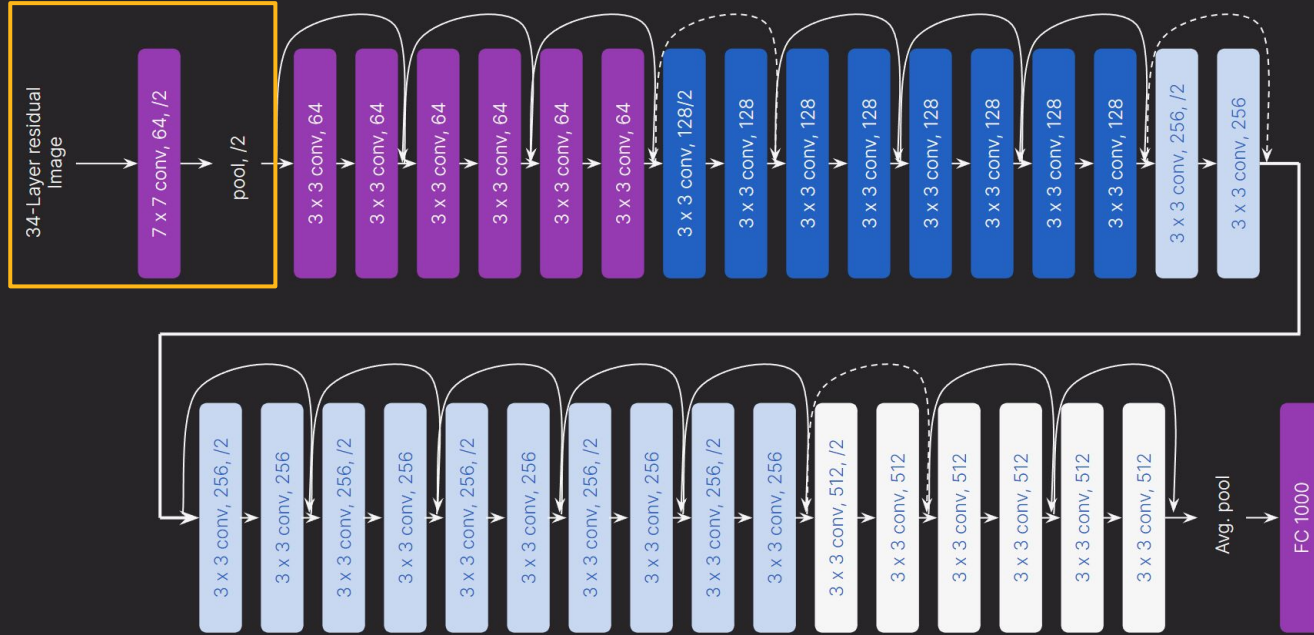 34-Layer residual
Image
7 x 7 conv, 64, /2
pool, /2
3 x 3 conv, 64
3 x 3 conv, 64
3 x 3 conv, 64
3 x 3 conv, 64
3 x 3 conv, 64
3 x 3 conv, 64
3 x 3 conv, 128/2
3 x 3 conv, 128
3 x 3 conv, 128
3 x 3 conv, 128
3 x 3 conv, 128
3 x 3 conv, 128
3 x 3 conv, 128
3 x 3 conv, 128
3 x 3 conv, 256, /2
3 x 3 conv, 256
3 x 3 conv, 256, /2
3 x 3 conv, 256
3 x 3 conv, 256, /2
3 x 3 conv, 256
3 x 3 conv, 256, /2
3 x 3 conv, 256
3 x 3 conv, 256, /2
3 x 3 conv, 256
3 x 3 conv, 256, /2
3 x 3 conv, 256
3 x 3 conv, 512, /2
3 x 3 conv, 512
3 x 3 conv, 512
3 x 3 conv, 512
3 x 3 conv, 512
3 x 3 conv, 512
Avg. pool
FC 1000